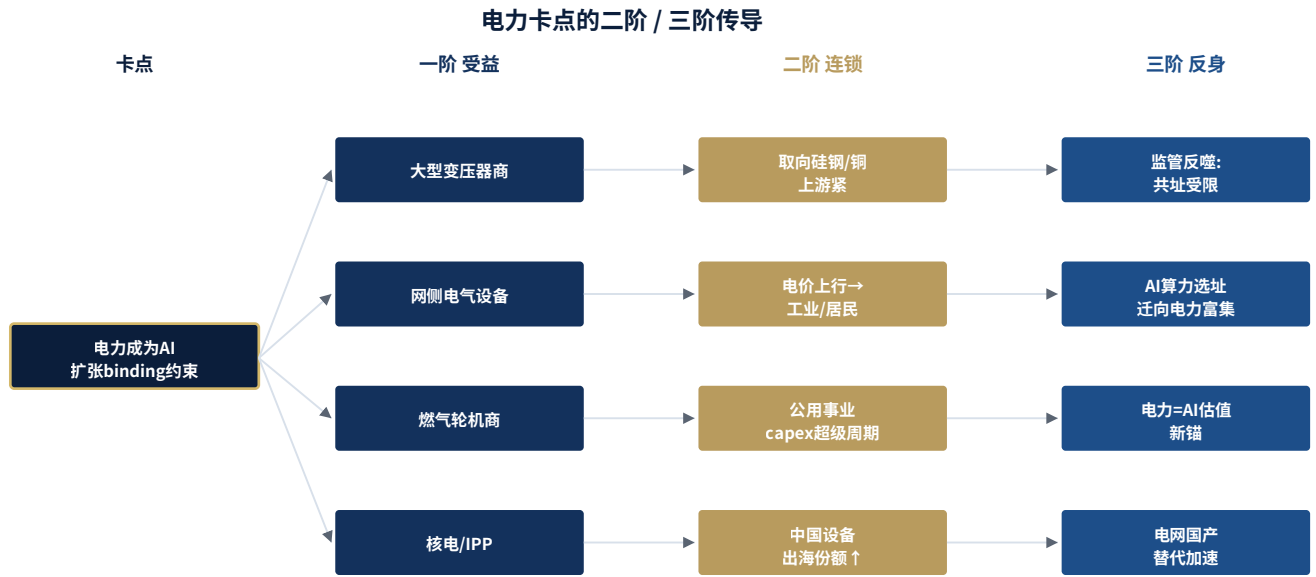 电力卡点的二阶 / 三阶传导
卡点
一阶 受益
二阶 连锁
三阶 反身
大型变压器商
取向硅钢/铜
上游紧
监管反噬:
共址受限
网侧电气设备
电价上行→
工业/居民
AI算力选址
迁向电力富集
电力成为AI
扩张binding约束
燃气轮机商
公用事业
capex超级周期
电力=AI估值
新锚
核电/IPP
中国设备
出海份额↑
电网国产
替代加速